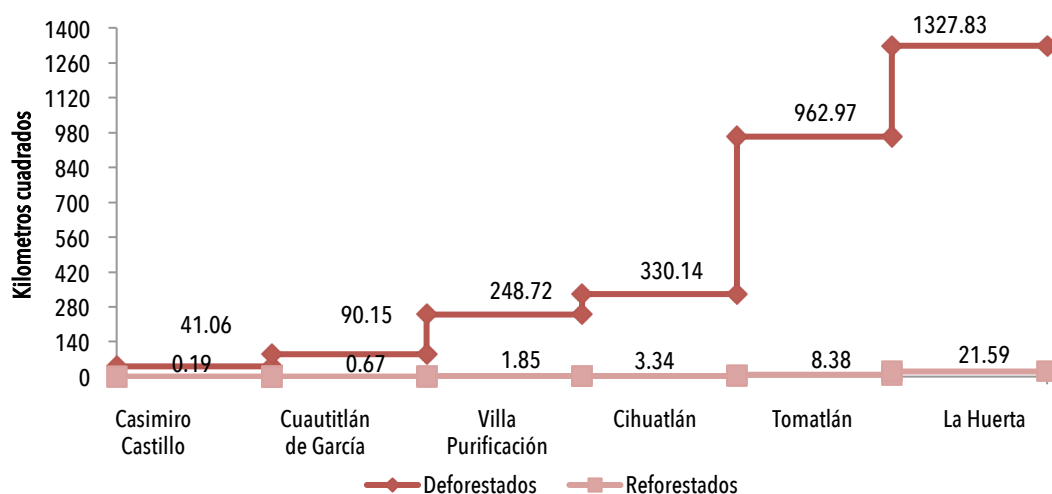 Kilometros cuadrados
1400
1260
1120
980
840
700
560
420
280
140
0
41.06
90.15
248.72
330.14
962.97
1327.83
0.19
0.67
1.85
3.34
8.38
21.59
Casimiro
Castillo
Cuautitlán
de García
Villa
Purificación
Cihuatlán
Tomatlán
La Huerta
Deforestados
Reforestados